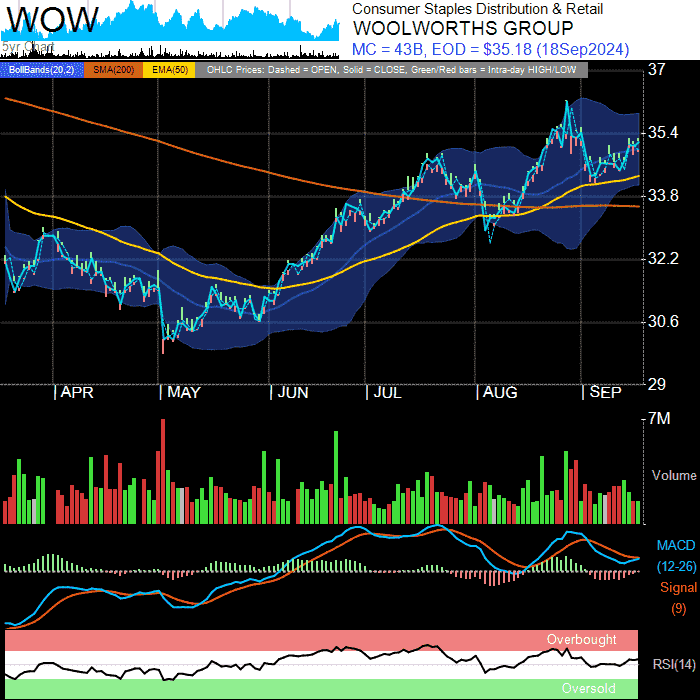 WOW
5yr Chart
Consumer Staples Distribution & Retail
WOOLWORTHS GROUP
MC = 43B, EOD = $35.18 (18Sep2024)
BollBands(20,2) SMA(200) EMA(50) OHLC Prices: Dashed = OPEN, Solid = CLOSE, Green/Red bars = Intra-day HIGH/LOW
37
35.4
33.8
32.2
30.6
29
APR MAY JUN JUL AUG SEP
7M
Volume
MACD
(12-26)
Signal
(9)
Overbought
RSI(14)
Oversold